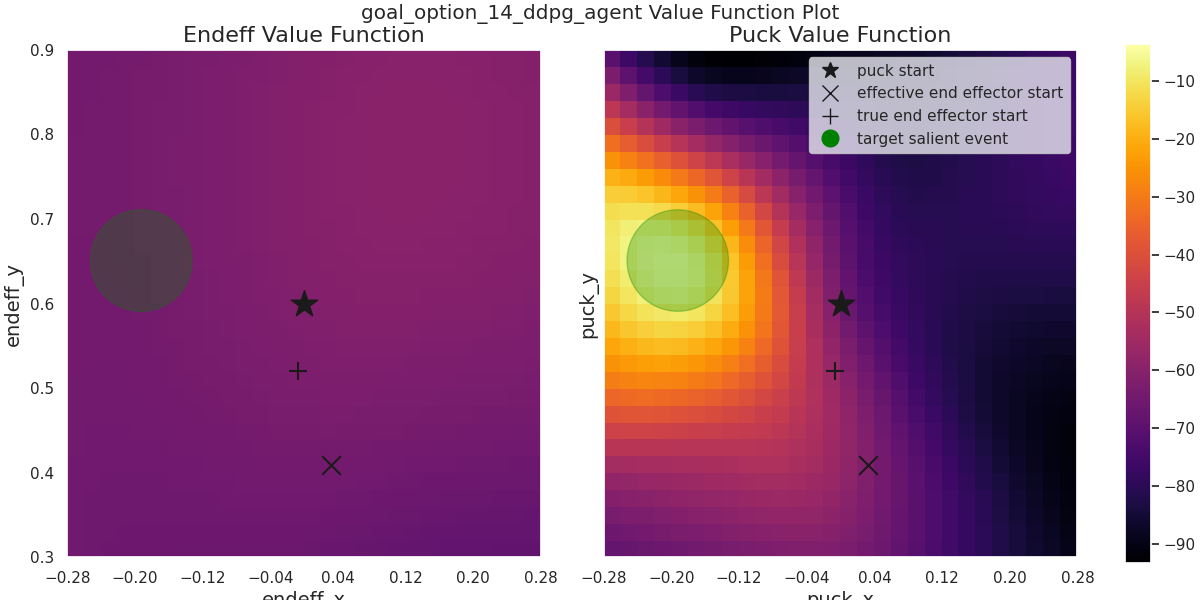 goal_option_14_ddpg_agent Value Function Plot
Endeff Value Function
Puck Value Function
0.9
0.8
0.7
0.6
0.5
0.4
0.3
endeff_y
−0.28 −0.20 −0.12 −0.04 0.04 0.12 0.20 0.28
endeff_x
puck start
effective end effector start
true end effector start
target salient event
puck_y
−0.28 −0.20 −0.12 −0.04 0.04 0.12 0.20 0.28
puck_x
−10
−20
−30
−40
−50
−60
−70
−80
−90